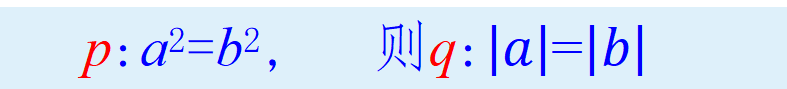 p: a²=b², 则q: |a|=|b|